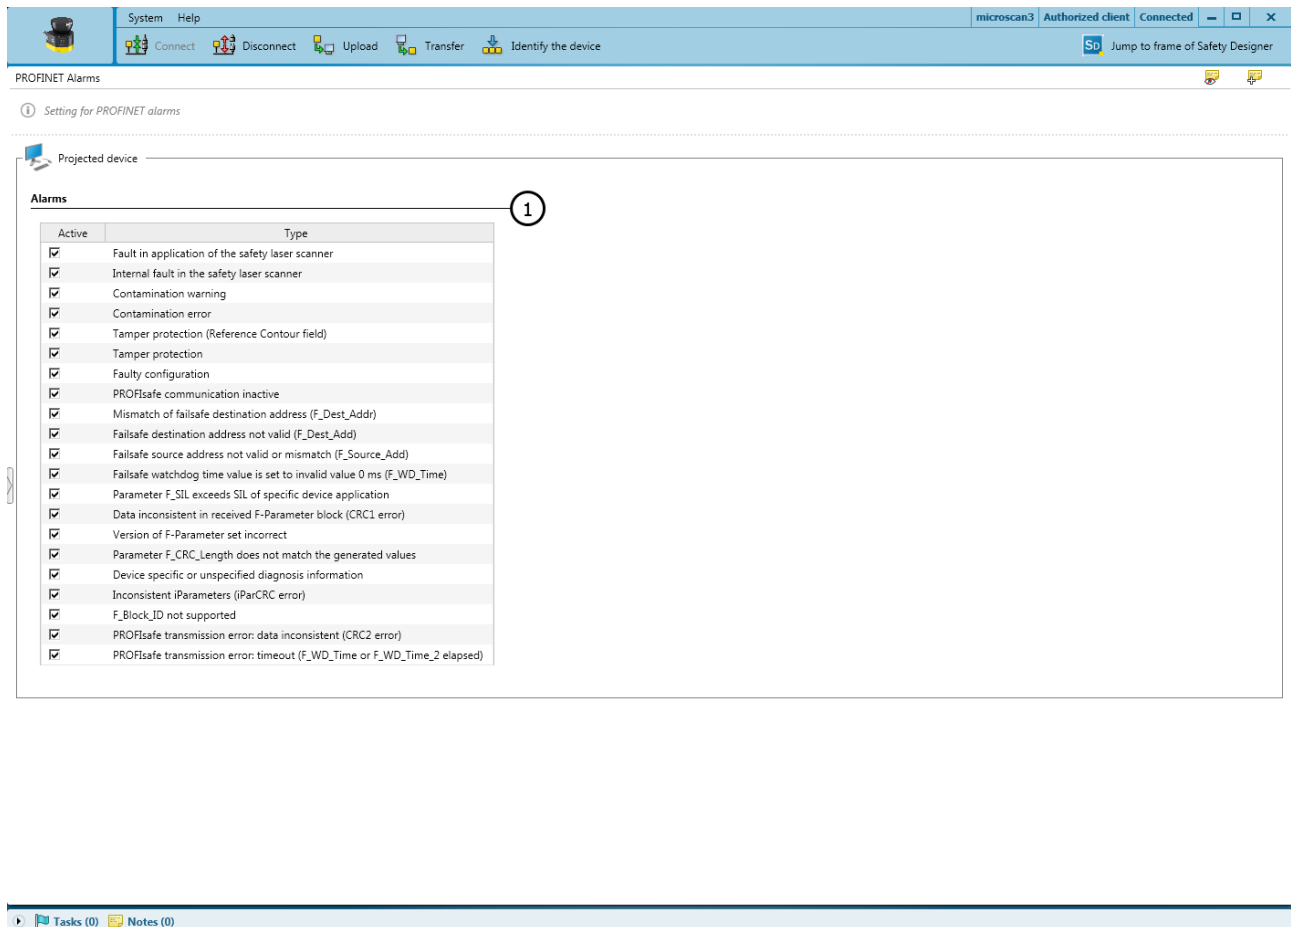 System Help
microscan3 Authorized client Connected
Connect Disconnect Upload Transfer Identify the device
SD Jump to frame of Safety Designer
PROFINET Alarms
Setting for PROFINET alarms
Projected device
Alarms
1
Active Type
Fault in application of the safety laser scanner
Internal fault in the safety laser scanner
Contamination warning
Contamination error
Tamper protection (Reference Contour field)
Tamper protection
Faulty configuration
PROFIsafe communication inactive
Mismatch of failsafe destination address (F_Dest_Addr)
Failsafe destination address not valid (F_Dest_Add)
Failsafe source address not valid or mismatch (F_Source_Add)
Failsafe watchdog time value is set to invalid value 0 ms (F_WD_Time)
Parameter F_SIL exceeds SIL of specific device application
Data inconsistent in received F-Parameter block (CRC1 error)
Version of F-Parameter set incorrect
Parameter F_CRC_Length does not match the generated values
Device specific or unspecified diagnosis information
Inconsistent iParameters (iParCRC error)
F_Block_ID not supported
PROFIsafe transmission error: data inconsistent (CRC2 error)
PROFIsafe transmission error: timeout (F_WD_Time or F_WD_Time_2 elapsed)
Tasks (0) Notes (0)